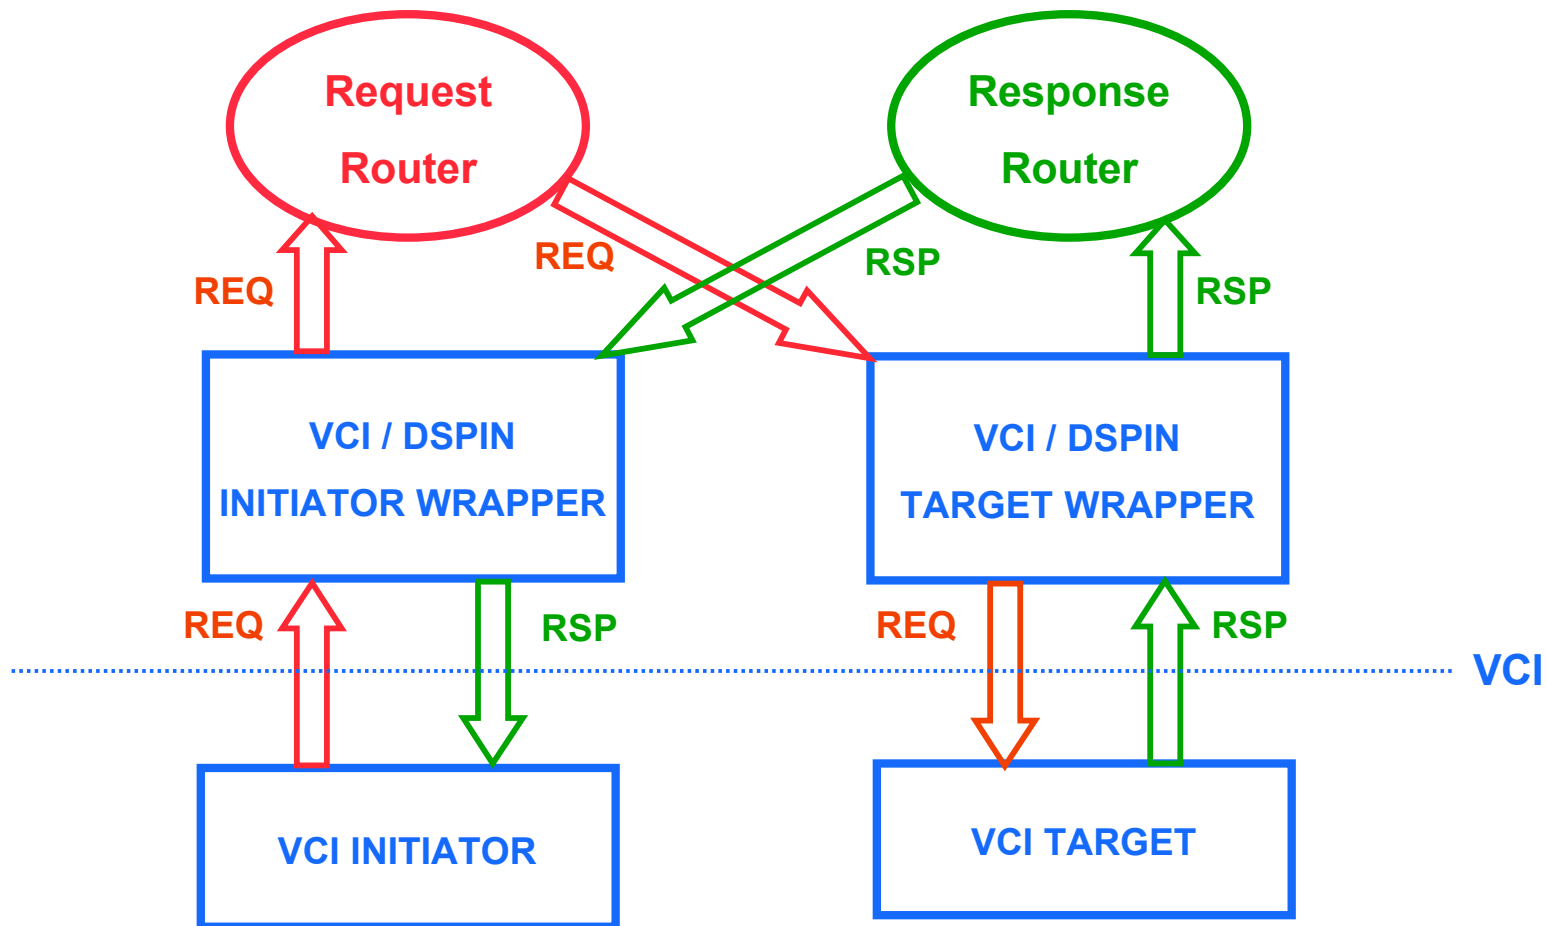 Request
Router
Response
Router
REQ
RSP
REQ
RSP
VCI / DSPIN
INITIATOR WRAPPER
VCI / DSPIN
TARGET WRAPPER
REQ
RSP
REQ
RSP
VCI
VCI INITIATOR
VCI TARGET